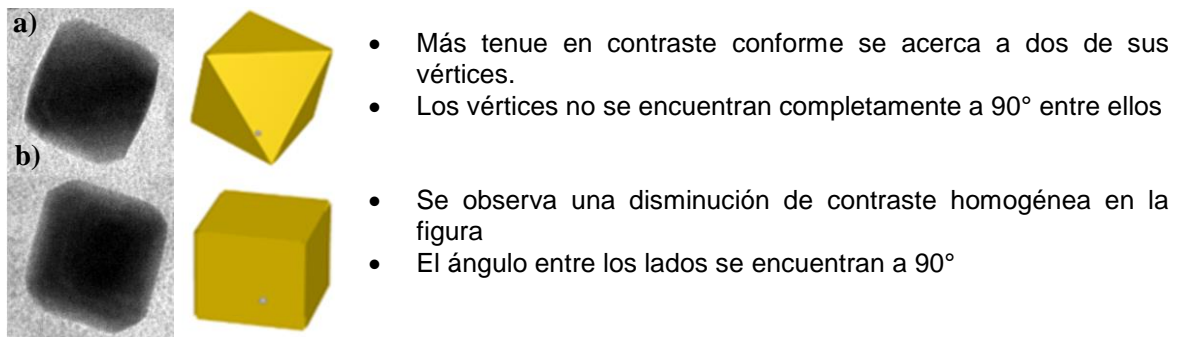 a)
• Más tenue en contraste conforme se acerca a dos de sus
vértices.
• Los vértices no se encuentran completamente a 90° entre ellos
b)
• Se observa una disminución de contraste homogénea en la
figura
• El ángulo entre los lados se encuentran a 90°